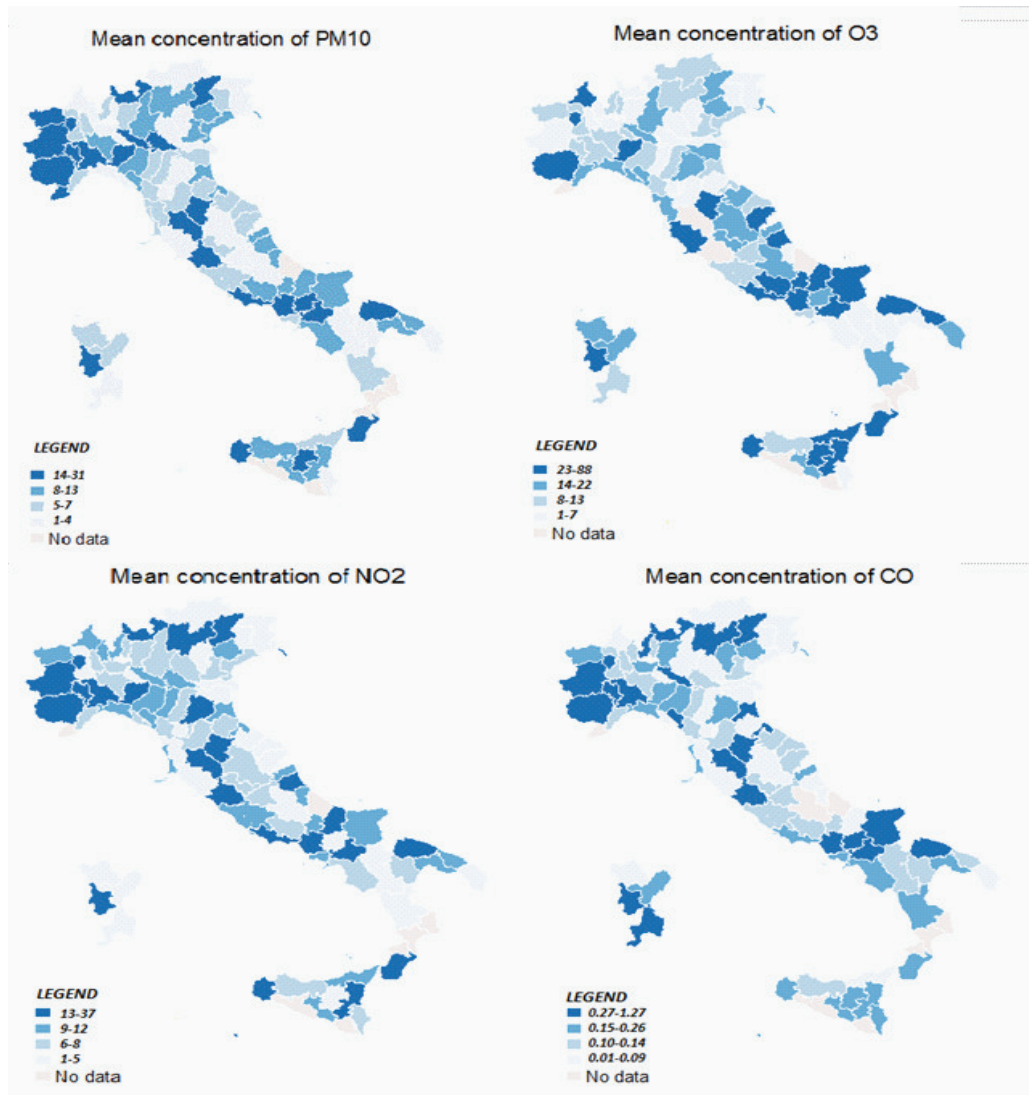 Mean concentration of PM10
LEGEND
14-31
8-13
5-7
1-4
No data
Mean concentration of O3
LEGEND
23-88
14-22
8-13
1-7
No data
Mean concentration of NO2
LEGEND
13-37
9-12
6-8
1-5
No data
Mean concentration of CO
LEGEND
0.27-1.27
0.15-0.26
0.10-0.14
0.01-0.09
No data